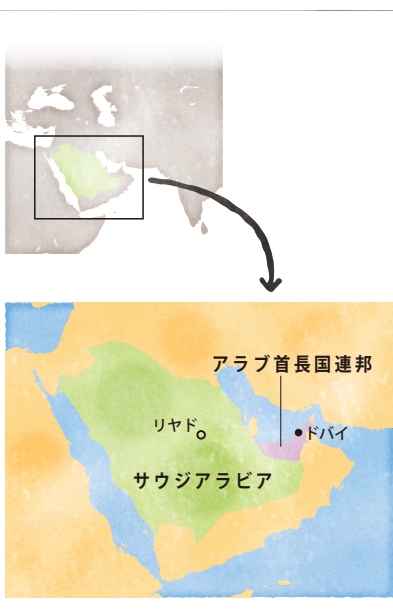 アラブ首長国連邦
リヤド
ドバイ
サウジアラビア